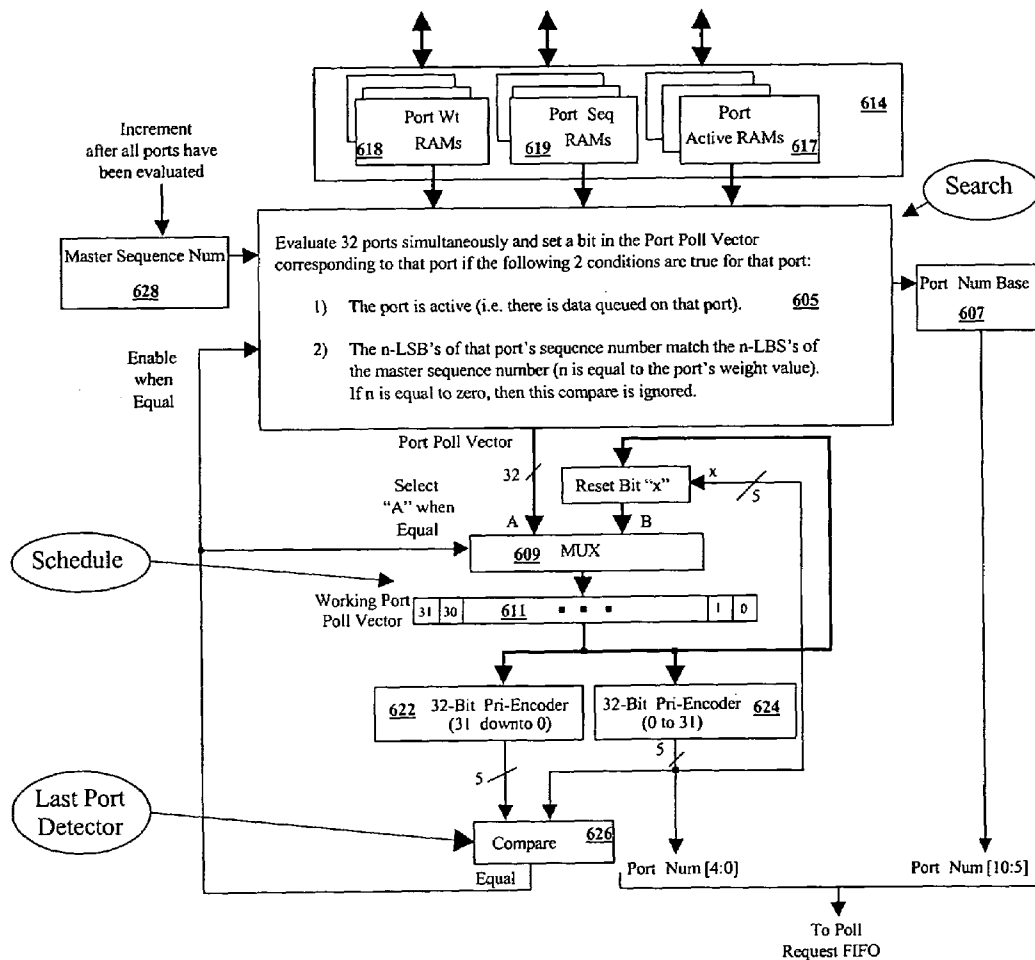 Port Wt
RAMs
618
Port Seq
RAMs
619
Port
Active RAMs
617
614
Increment
after all ports have
been evaluated
Search
Master Sequence Num
628
Evaluate 32 ports simultaneously and set a bit in the Port Poll Vector
corresponding to that port if the following 2 conditions are true for that port:
1) The port is active (i.e. there is data queued on that port).
605
2) The n-LSB's of that port's sequence number match the n-LBS's of
the master sequence number (n is equal to the port's weight value).
If n is equal to zero, then this compare is ignored.
Port Num Base
607
Enable
when
Equal
Port Poll Vector
32
Reset Bit "x"
x
5
Select
"A" when
Equal
A
B
609 MUX
Schedule
Working Port
Poll Vector
31 30 611 1 0
622 32-Bit Pri-Encoder
(31 downto 0)
32-Bit Pri-Encoder 624
(0 to 31)
5
5
Last Port
Detector
Compare 626
Equal
Port Num [4:0]
Port Num [10:5]
To Poll
Request FIFO